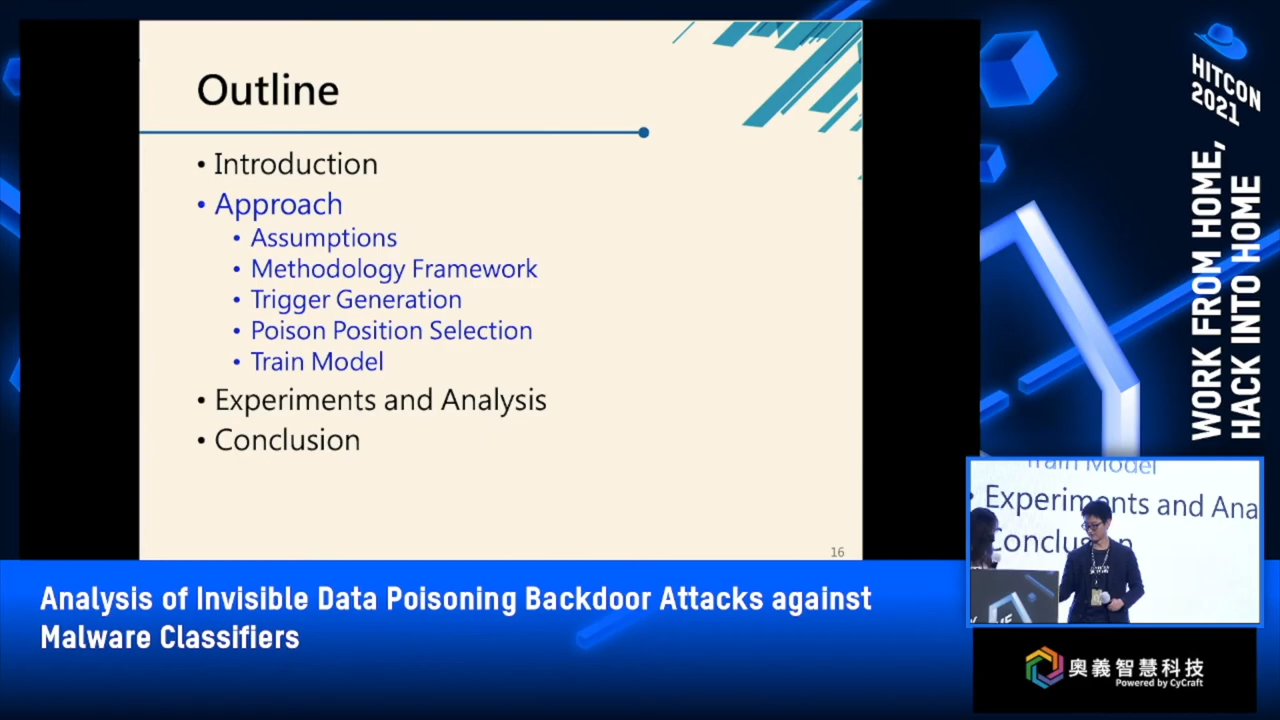 Outline
• Introduction
• Approach
• Assumptions
• Methodology Framework
• Trigger Generation
• Poison Position Selection
• Train Model
• Experiments and Analysis
• Conclusion
16
HITCON
2021
WORK FROM HOME,
HACK INTO HOME
Train Model
• Experiments and Ana
Conclusion
Analysis of Invisible Data Poisoning Backdoor Attacks against
Malware Classifiers
奧義智慧科技
Powered by CyCraft